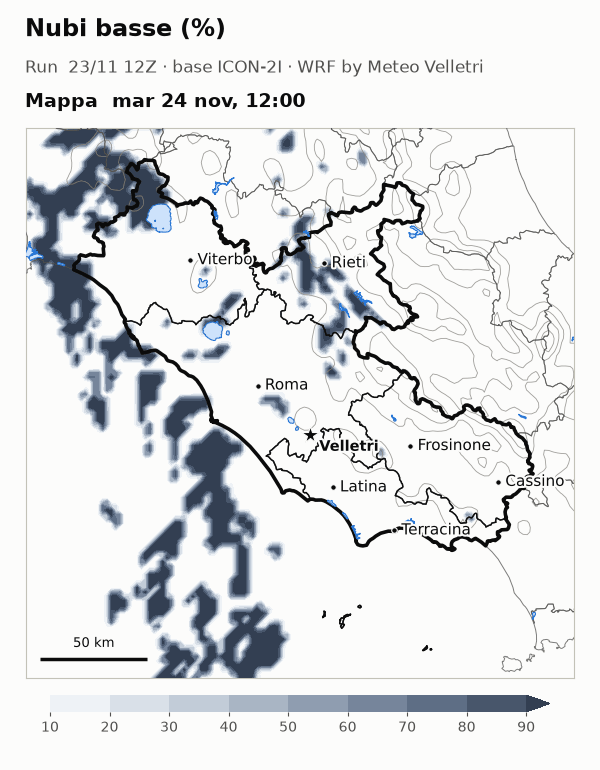 Nubi basse (%)
Run  23/11 12Z · base ICON-2I · WRF by Meteo Velletri
Mappa  mar 24 nov, 12:00
Viterbo
Rieti
Roma
Velletri
Frosinone
Cassino
Latina
Terracina
50 km
10 20 30 40 50 60 70 80 90